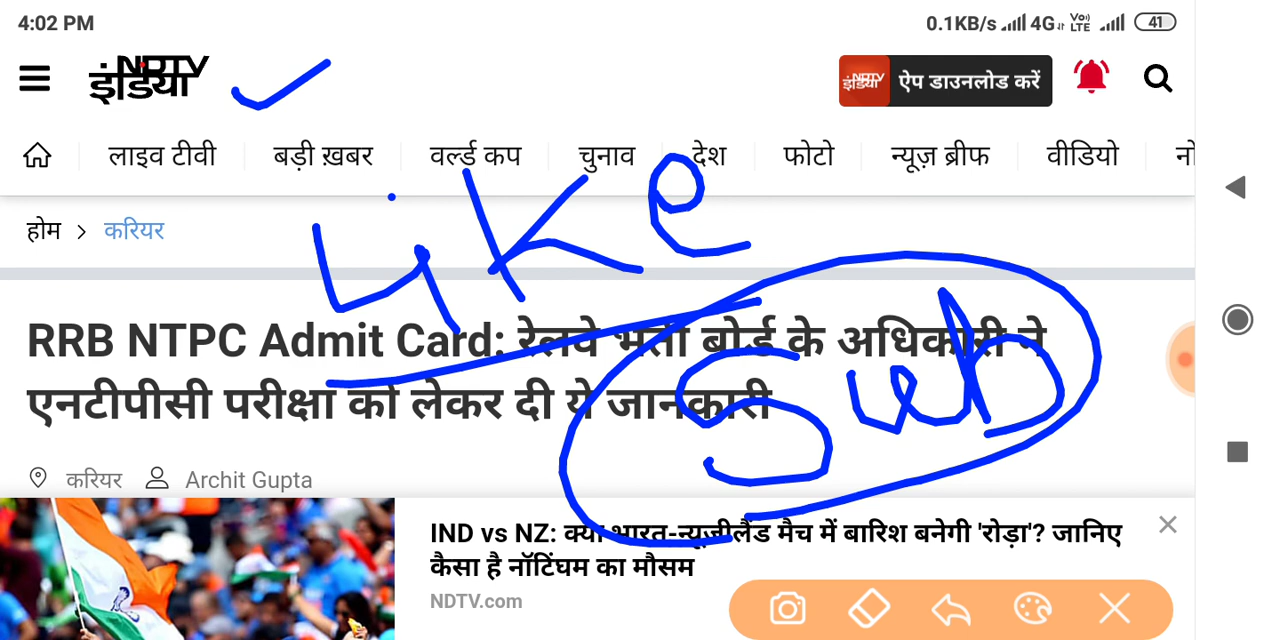 4:02 PM
0.1KB/s 4G Vo) LTE 41
NDTV इंडिया
NDTV इंडिया ऐप डाउनलोड करें
लाइव टीवी बड़ी ख़बर वर्ल्ड कप चुनाव देश फोटो न्यूज़ ब्रीफ वीडियो नो
Like
होम > करियर
RRB NTPC Admit Card: रेलवे भर्ती बोर्ड के अधिकारी ने
एनटीपीसी परीक्षा को लेकर दी ये जानकारी
Sub
करियर Archit Gupta
IND vs NZ: क्या भारत-न्यूज़ीलैंड मैच में बारिश बनेगी 'रोड़ा'? जानिए
कैसा है नॉटिंघम का मौसम
NDTV.com